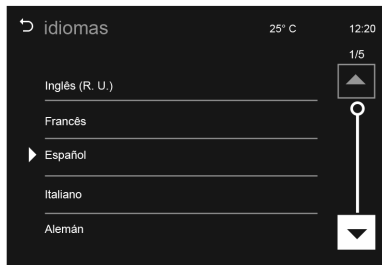 idiomas 25° C 12:20
1/5
Inglês (R. U.)
Francês
Español
Italiano
Alemán